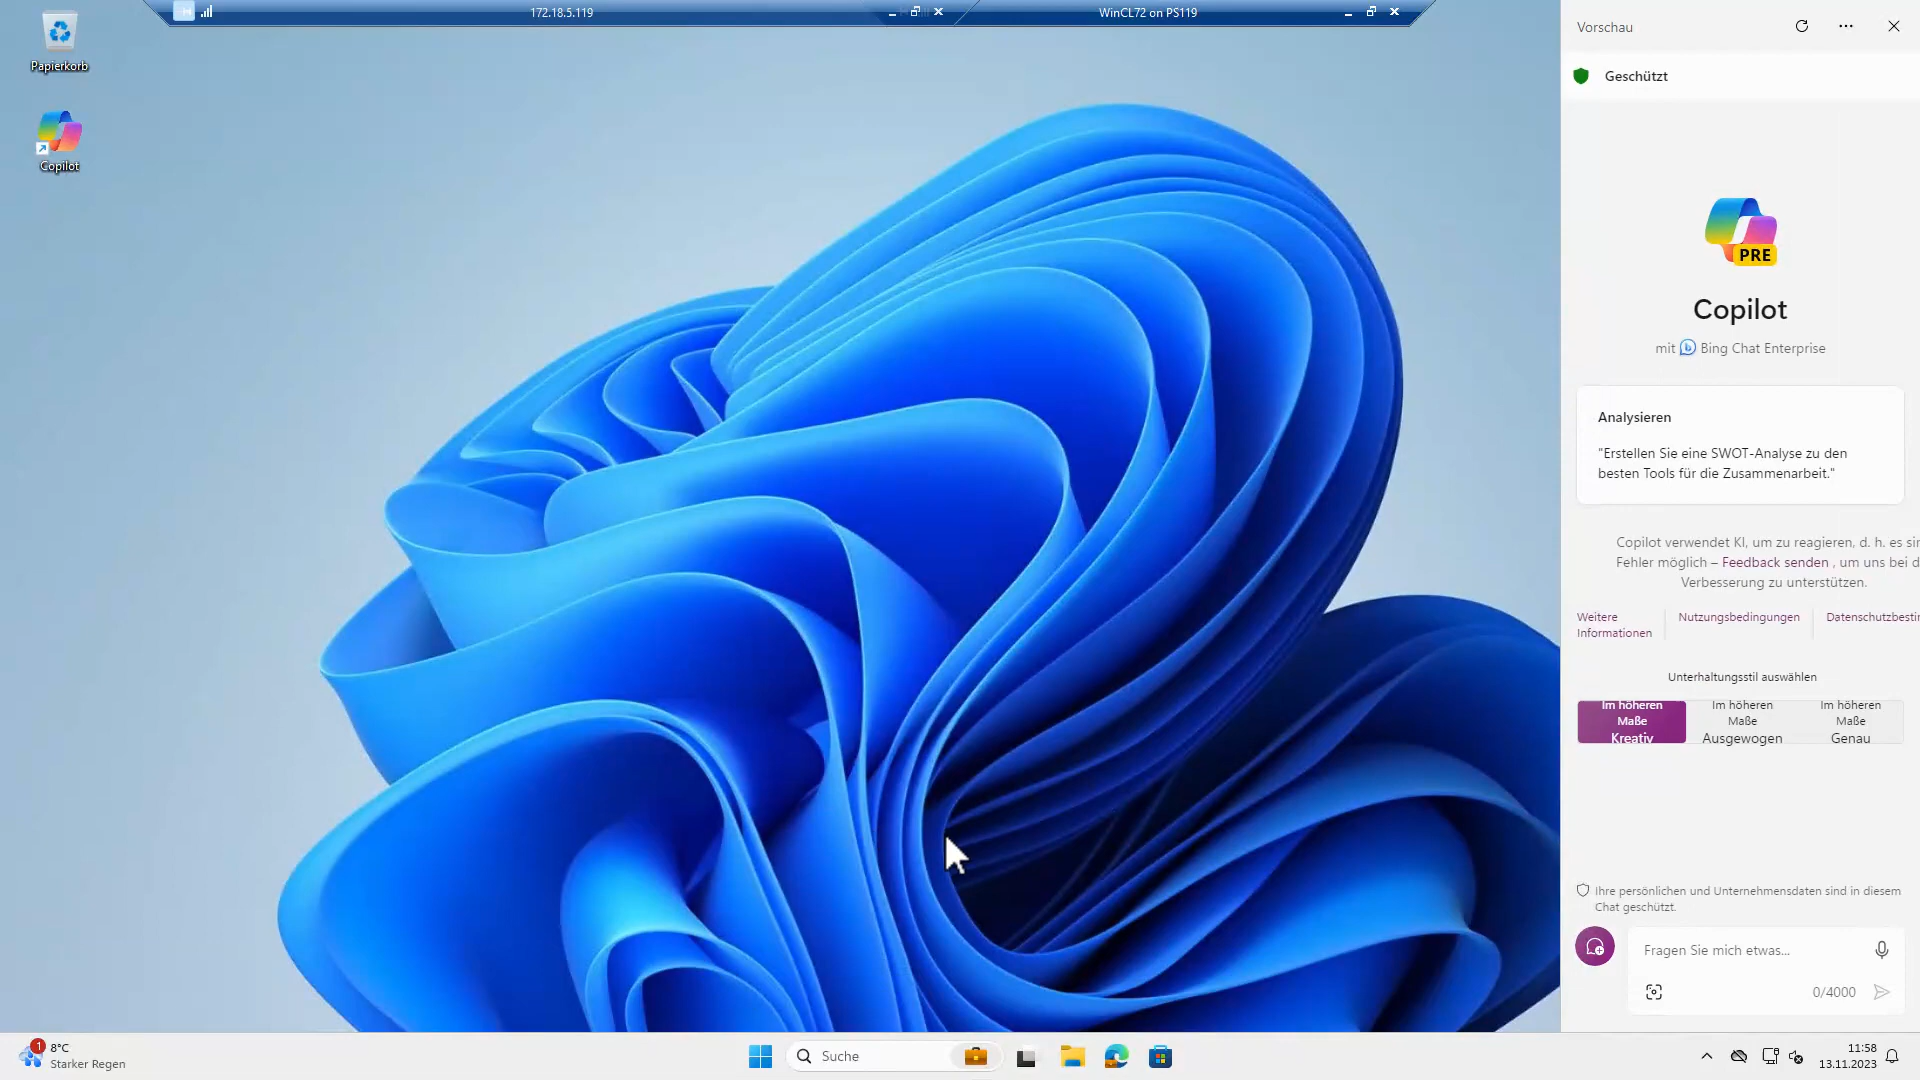 172.18.5.119
WinCL72 on PS119
Papierkorb
Copilot
Vorschau
Geschützt
PRE
Copilot
mit Bing Chat Enterprise
Analysieren
"Erstellen Sie eine SWOT-Analyse zu den
besten Tools für die Zusammenarbeit."
Copilot verwendet KI, um zu reagieren, d. h. es sin
Fehler möglich – Feedback senden , um uns bei d
Verbesserung zu unterstützen.
Weitere
Informationen
Nutzungsbedingungen
Datenschutzbestin
Unterhaltungsstil auswählen
Im höheren
Maße
Kreativ
Im höheren
Maße
Ausgewogen
Im höheren
Maße
Genau
Ihre persönlichen und Unternehmensdaten sind in diesem
Chat geschützt.
Fragen Sie mich etwas...
0/4000
1
8°C
Starker Regen
Suche
11:58
13.11.2023